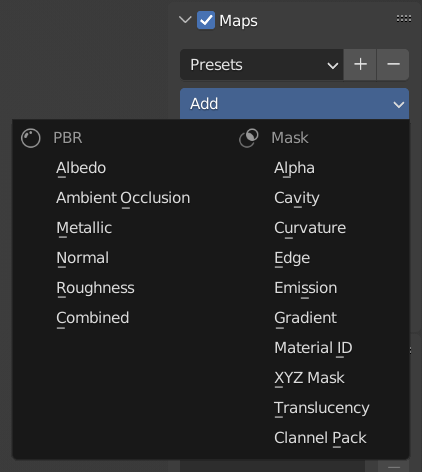 Maps
Presets
Add
PBR
Albedo
Ambient Occlusion
Metallic
Normal
Roughness
Combined
Mask
Alpha
Cavity
Curvature
Edge
Emission
Gradient
Material ID
XYZ Mask
Translucency
Clannel Pack